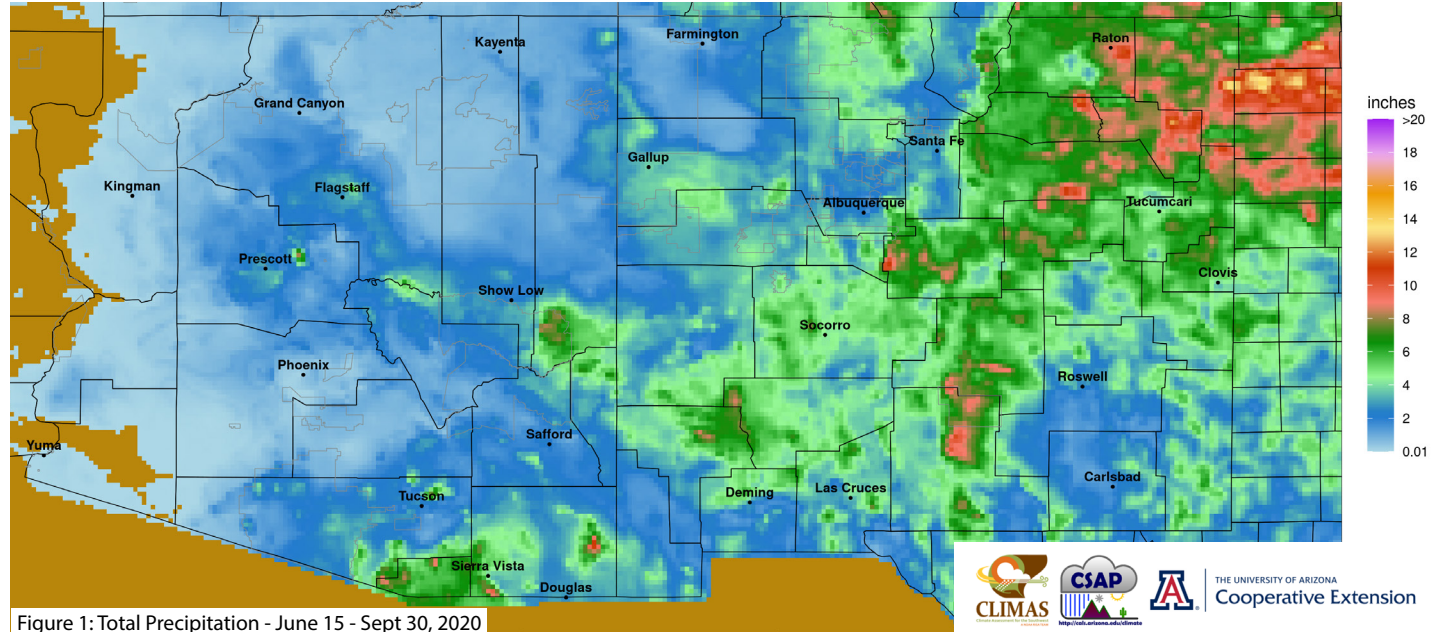 Kayenta
Farmington
Raton
Grand Canyon
Santa Fe
Gallup
Kingman
Flagstaff
Albuquerque
Tucumcari
Prescott
Clovis
Show Low
Socorro
Phoenix
Roswell
Safford
Yuma
Carlsbad
Tucson
Deming
Las Cruces
Sierra Vista
Douglas
inches
>20
18
16
14
12
10
8
6
4
2
0.01
CLIMAS
CSAP
http://cals.arizona.edu/climate
A
THE UNIVERSITY OF ARIZONA
Cooperative Extension
Figure 1: Total Precipitation - June 15 - Sept 30, 2020